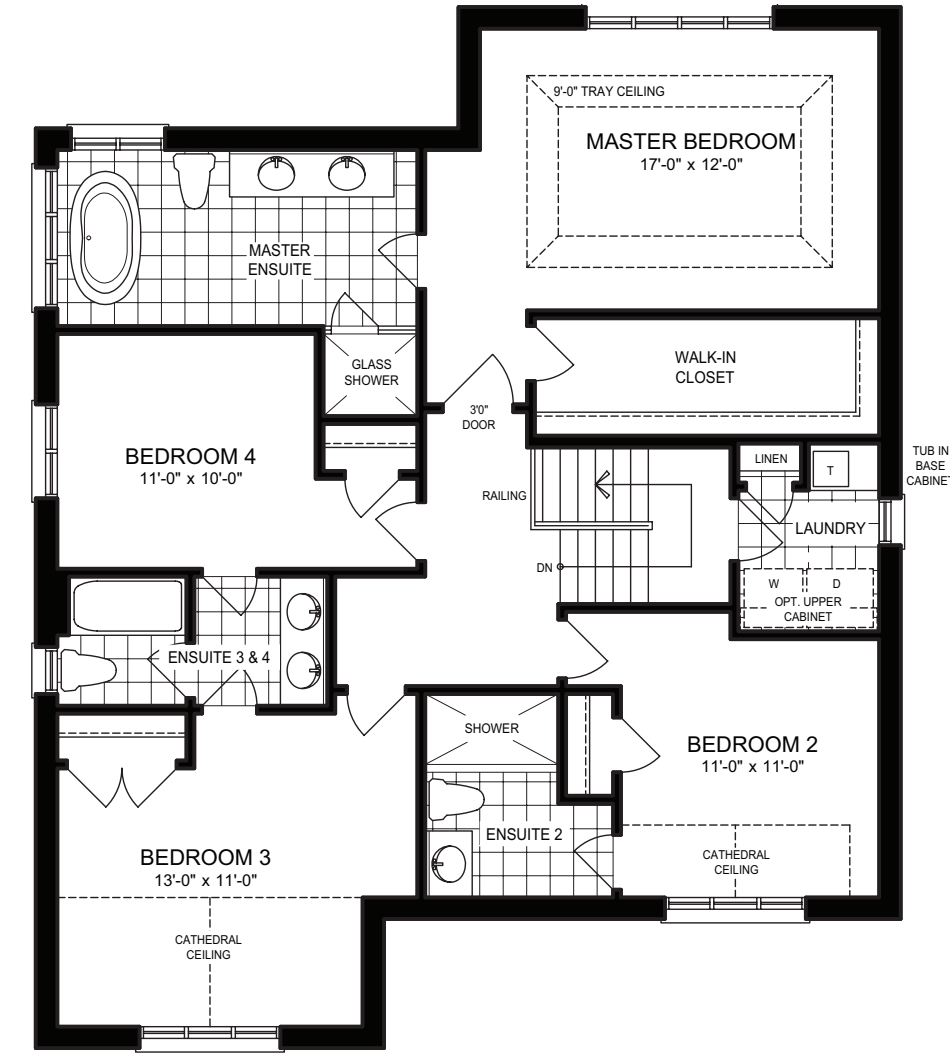 9'-0" TRAY CEILING
MASTER BEDROOM
17'-0" x 12'-0"
MASTER
ENSUITE
GLASS
SHOWER
WALK-IN
CLOSET
3'0"
DOOR
BEDROOM 4
11'-0" x 10'-0"
RAILING
DN
LINEN
T
TUB IN
BASE
CABINET
LAUNDRY
W
D
OPT. UPPER
CABINET
ENSUITE 3 & 4
SHOWER
BEDROOM 2
11'-0" x 11'-0"
ENSUITE 2
CATHEDRAL
CEILING
BEDROOM 3
13'-0" x 11'-0"
CATHEDRAL
CEILING